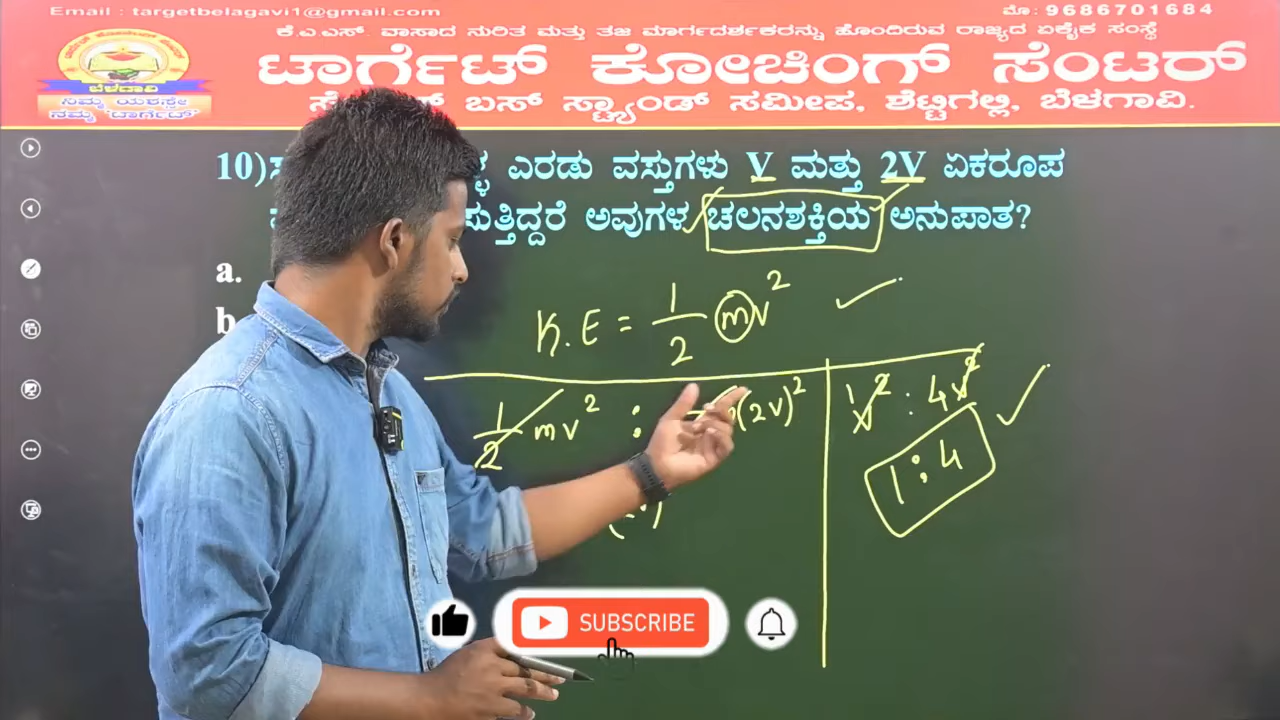 Email : targetbelagavi1@gmail.com
ಮೊ: 9686701684
ಕೆ.ಎ.ಎಸ್. ವಾಸಾದ ನುರಿತ ಮತ್ತು ತಜ್ಞ ಮಾರ್ಗದರ್ಶಕರನ್ನು ಹೊಂದಿರುವ ರಾಜ್ಯದ ಏಕೈಕ ಸಂಸ್ಥೆ
ಟಾರ್ಗೆಟ್ ಕೋಚಿಂಗ್ ಸೆಂಟರ್
ಬಸ್ ಸ್ಟ್ಯಾಂಡ್ ಸಮೀಪ, ಶೆಟ್ಟಿಗಲ್ಲಿ, ಬೆಳಗಾವಿ.
ಬೆಳಗಾವಿ
ನಿಮ್ಮ ಯಶಸ್ಸೇ
ನಮ್ಮ 'ಟಾರ್ಗೆಟ್'
10) ಎರಡು ವಸ್ತುಗಳು V ಮತ್ತು 2V ಏಕರೂಪ
ಅವುಗಳ ಚಲನಶಕ್ತಿಯ ಅನುಪಾತ?
a.
b.
K.E = 1/2 mv²
1/2 mv² : (2v)²
v² : 4v²
1 : 4
SUBSCRIBE